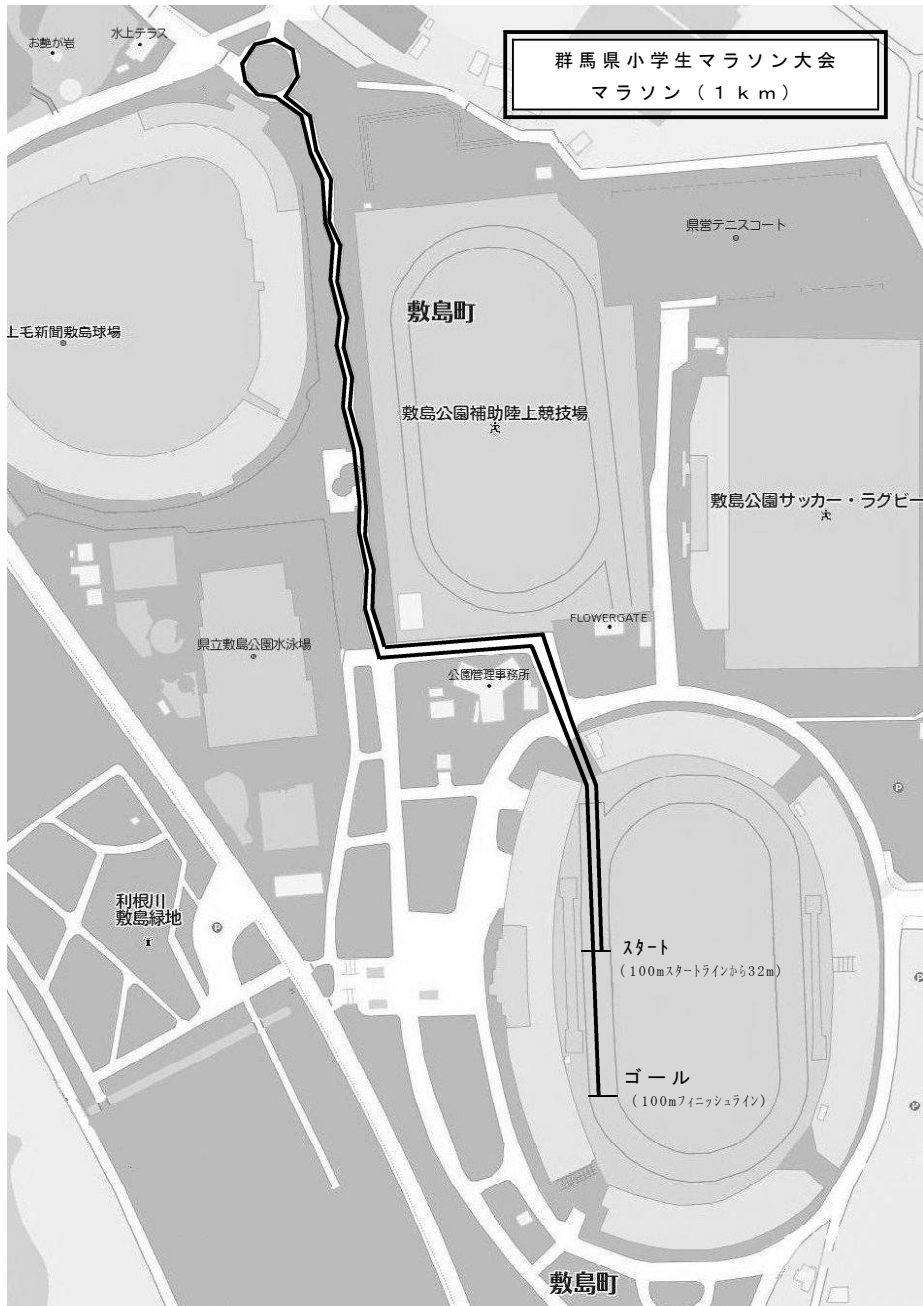 群馬県小学生マラソン大会
マラソン（1km）
お艶が岩
水上テラス
県営テニスコート
敷島町
上毛新聞敷島球場
敷島公園補助陸上競技場
敷島公園サッカー・ラグビー
FLOWERGATE
県立敷島公園水泳場
公園管理事務所
P
利根川
敷島緑地
P
スタート
（100mスタートラインから32m）
P
ゴール
（100mフィニッシュライン）
P
敷島町